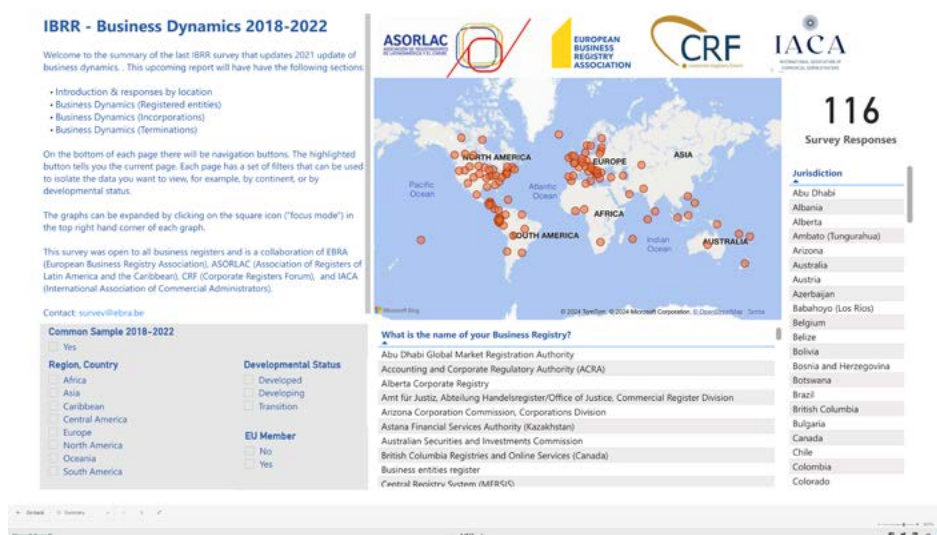 IBRR - Business Dynamics 2018-2022
Welcome to the summary of the last IBRR survey that updates 2021 update of
business dynamics. . This upcoming report will have have the following sections:
• Introduction & responses by location
• Business Dynamics (Registered entities)
• Business Dynamics (Incorporations)
• Business Dynamics (Terminations)
On the bottom of each page there will be navigation buttons. The highlighted
button tells you the current page. Each page has a set of filters that can be used
to isolate the data you want to view, for example, by continent, or by
developmental status.
The graphs can be expanded by clicking on the square icon ("focus mode") in
the top right hand corner of each graph.
This survey was open to all business registers and is a collaboration of EBRA
(European Business Registry Association), ASORLAC (Association of Registers of
Latin America and the Caribbean), CRF (Corporate Registers Forum), and IACA
(International Association of Commercial Administrators).
Contact: survey@ebra.be
Common Sample 2018-2022
Yes
Region, Country
Africa
Asia
Caribbean
Central America
Europe
North America
Oceania
South America
Developmental Status
Developed
Developing
Transition
EU Member
No
Yes
ASORLAC
EUROPEAN
BUSINESS
REGISTRY
ASSOCIATION
CRF
IACA
NORTH AMERICA
EUROPE
ASIA
Pacific
Ocean
Atlantic
Ocean
AFRICA
SOUTH AMERICA
Indian
Ocean
AUSTRALIA
Microsoft Bing
© 2024 TomTom, © 2024 Microsoft Corporation, © OpenStreetMap Terms
What is the name of your Business Registry?
Abu Dhabi Global Market Registration Authority
Accounting and Corporate Regulatory Authority (ACRA)
Alberta Corporate Registry
Amt für Justiz, Abteilung Handelsregister/Office of Justice, Commercial Register Division
Arizona Corporation Commission, Corporations Division
Astana Financial Services Authority (Kazakhstan)
Australian Securities and Investments Commission
British Columbia Registries and Online Services (Canada)
Business entities register
Central Registry System (MERSIS)
116
Survey Responses
Jurisdiction
Abu Dhabi
Albania
Alberta
Ambato (Tungurahua)
Arizona
Australia
Austria
Azerbaijan
Babahoyo (Los Ríos)
Belgium
Belize
Bolivia
Bosnia and Herzegovina
Botswana
Brazil
British Columbia
Bulgaria
Canada
Chile
Colombia
Colorado
Go back
Summary